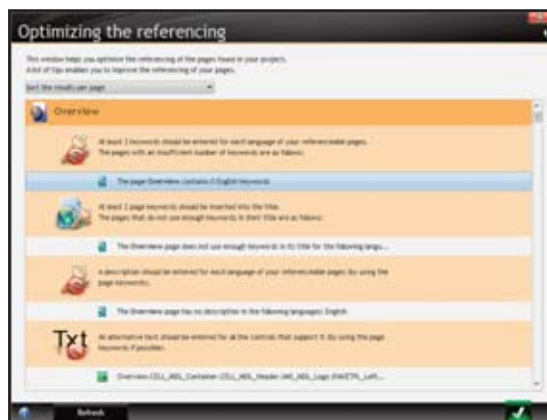 Optimizing the referencing
This window helps you optimize the referencing of the pages found in your project.
A list of tips enables you to improve the referencing of your pages.
Sort the results per page
Overview
At least 3 keywords should be entered for each language of your referenceable pages.
The pages with an insufficient number of keywords are as follows:
The page Overview contains 0 English keywords
At least 3 page keywords should be inserted into the title.
The pages that do not use enough keywords in their title are as follows:
The Overview page does not use enough keywords in its title for the following langu...
A description should be entered for each language of your referenceable pages (by using the
page keywords).
The Overview page has no description in the following languages: English
Txt
An alternative text should be entered for all the controls that support it (by using the page
keywords if possible).
Overview.CELL_MDL_Container.CELL_MDL_Header
Refresh